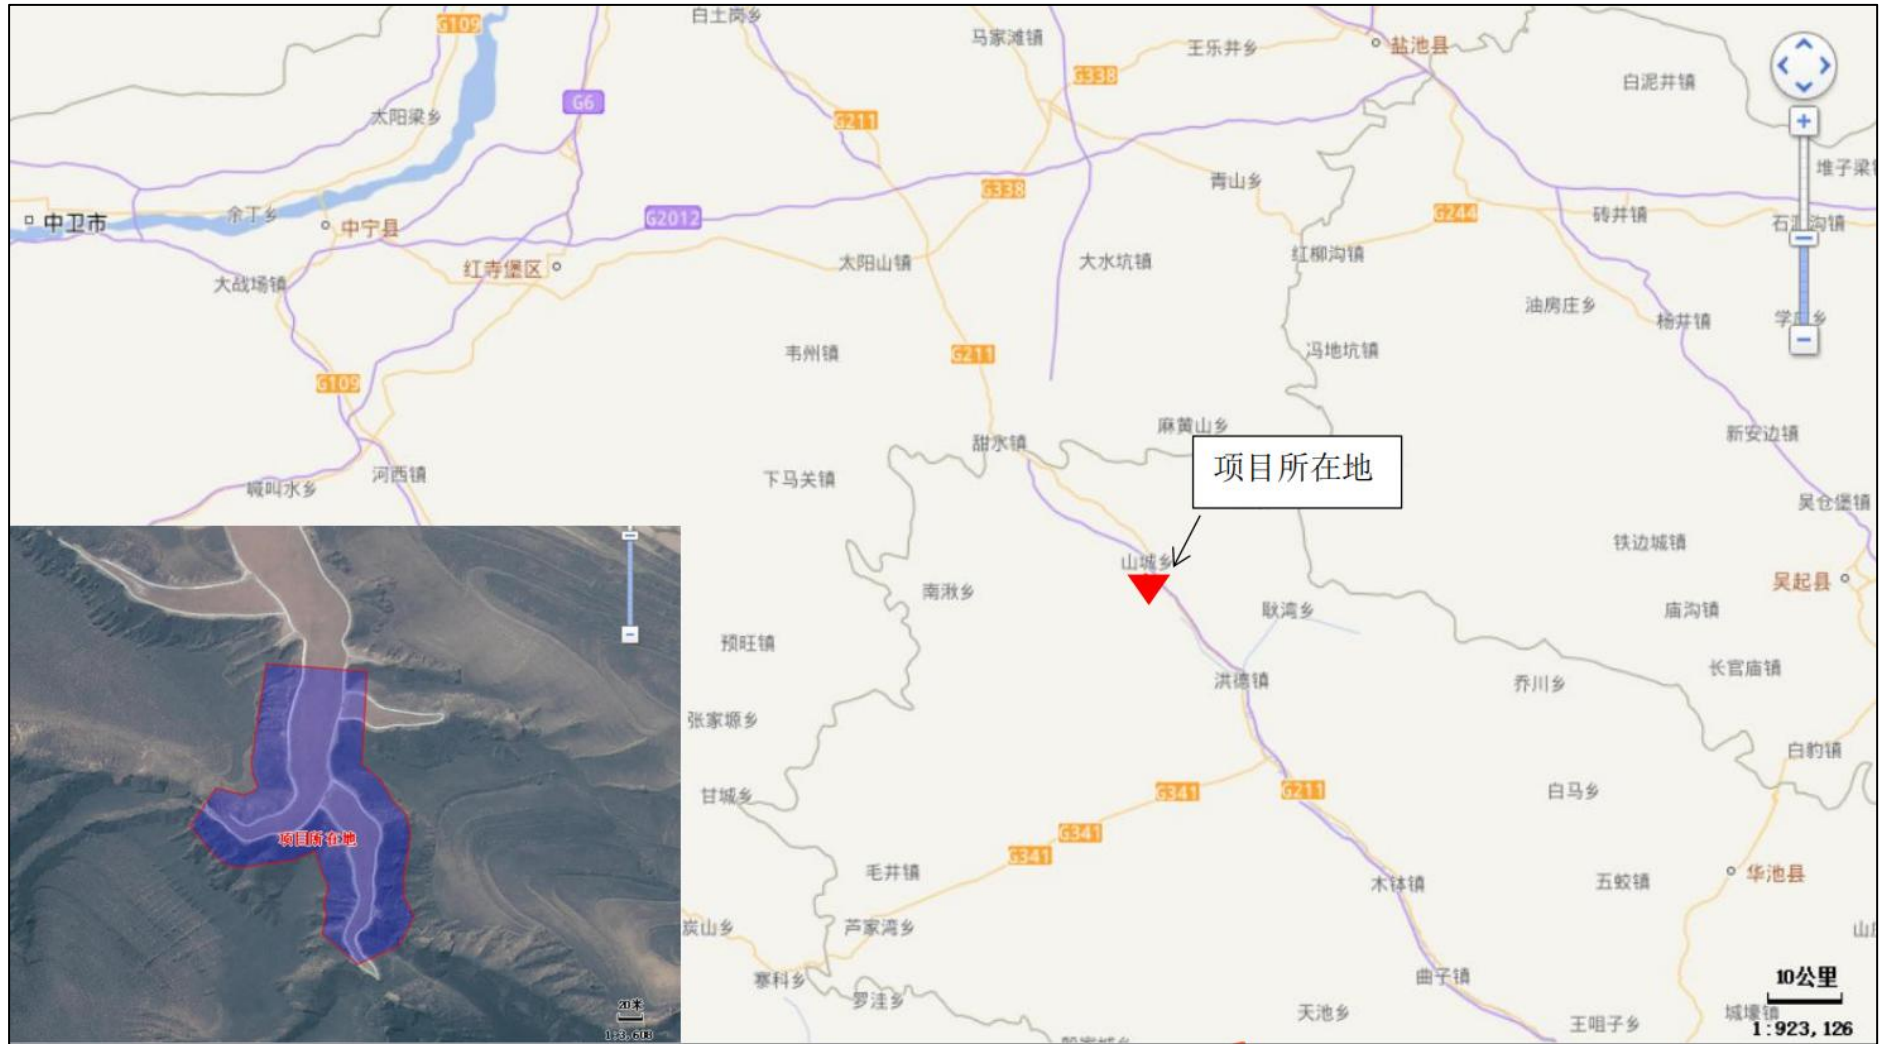 G109
白土岗乡
马家滩镇
王乐井乡
盐池县
G338
白泥井镇
G6
太阳梁乡
G211
青山乡
G338
余丁乡
中卫市
中宁县
G2012
G244
砖井镇
红寺堡区
太阳山镇
大水坑镇
红柳沟镇
大战场镇
油房庄乡
杨井镇
韦州镇
G211
冯地坑镇
G109
甜水镇
麻黄山乡
新安边镇
项目所在地
河西镇
喊叫水乡
下马关镇
吴仓堡镇
铁边城镇
山城乡
南湫乡
吴起县
耿湾乡
庙沟镇
预旺镇
洪德镇
乔川乡
长官庙镇
张家塬乡
白豹镇
甘城乡
G341
G211
白马乡
项目所在地
G341
G341
毛井镇
木钵镇
五蛟镇
华池县
炭山乡
芦家湾乡
寨科乡
曲子镇
10公里
罗洼乡
天池乡
王咀子乡
城壕镇
1:923,126
20米
1:3,608